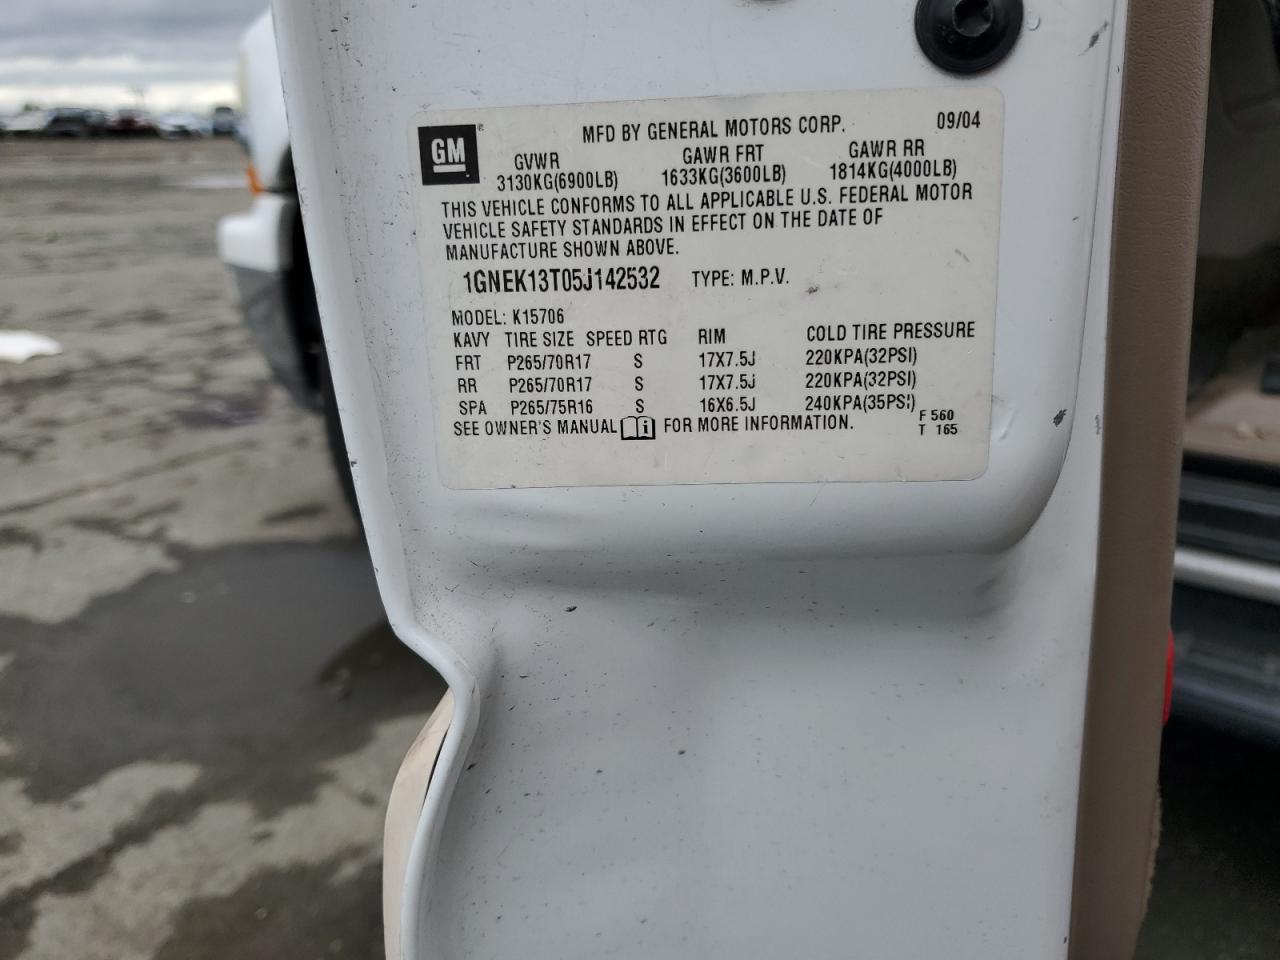 GM ® MFD BY GENERAL MOTORS CORP. 09/04
GVWR GAWR FRT GAWR RR
3130KG(6900LB) 1633KG(3600LB) 1814KG(4000LB)
THIS VEHICLE CONFORMS TO ALL APPLICABLE U.S. FEDERAL MOTOR
VEHICLE SAFETY STANDARDS IN EFFECT ON THE DATE OF
MANUFACTURE SHOWN ABOVE.
1GNEK13T05J142532 TYPE: M.P.V.
MODEL: K15706
KAVY TIRE SIZE SPEED RTG RIM COLD TIRE PRESSURE
FRT P265/70R17 S 17X7.5J 220KPA(32PSI)
RR P265/70R17 S 17X7.5J 220KPA(32PSI)
SPA P265/75R16 S 16X6.5J 240KPA(35PSI)
SEE OWNER'S MANUAL i FOR MORE INFORMATION.
F 560
T 165